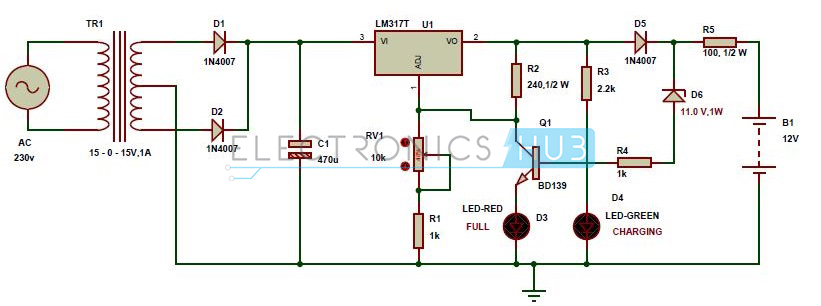 TR1
D1
LM317T
U1
D5
R5
3
VI
VO
2
1N4007
ADJ
1N4007
100, 1/2 W
R2
240,1/2 W
R3
2.2k
D6
11.0 V,1W
1
D2
Q1
B1
12V
AC
230v
1N4007
15 - 0 - 15V,1A
C1
470u
RV1
10k
ELECTRONICS HUB
R4
1k
BD139
R1
1k
LED-RED
FULL
D3
D4
LED-GREEN
CHARGING